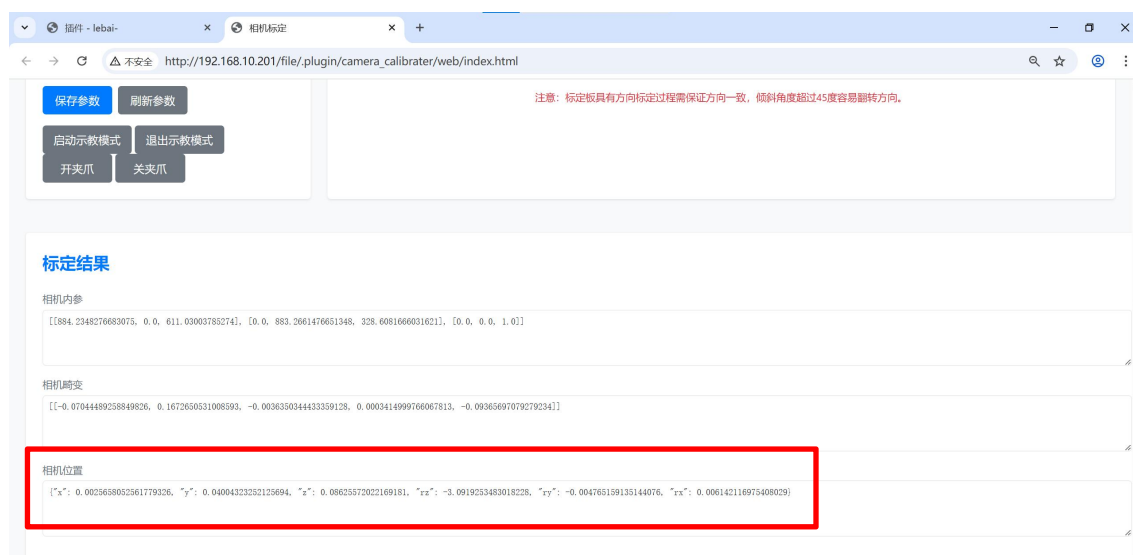 插件 - lebai-
相机标定
不安全 http://192.168.10.201/file/.plugin/camera_calibrater/web/index.html
保存参数 刷新参数
注意：标定板具有方向标定过程需保证方向一致，倾斜角度超过45度容易翻转方向。
启动示教模式 退出示教模式
开夹爪 关夹爪
标定结果
相机内参
[[884.2348276683075, 0.0, 611.03003785274], [0.0, 883.2661476651348, 328.6081666031621], [0.0, 0.0, 1.0]]
相机畸变
[[-0.07044489258849826, 0.1672650531008593, -0.0036350344433359128, 0.0003414999766067813, -0.09365697079279234]]
相机位置
{"x": 0.0025658052561779326, "y": 0.04004323252125694, "z": 0.08625572022169181, "rz": -3.0919253483018228, "ry": -0.004765159135144076, "rx": 0.006142116975408029}